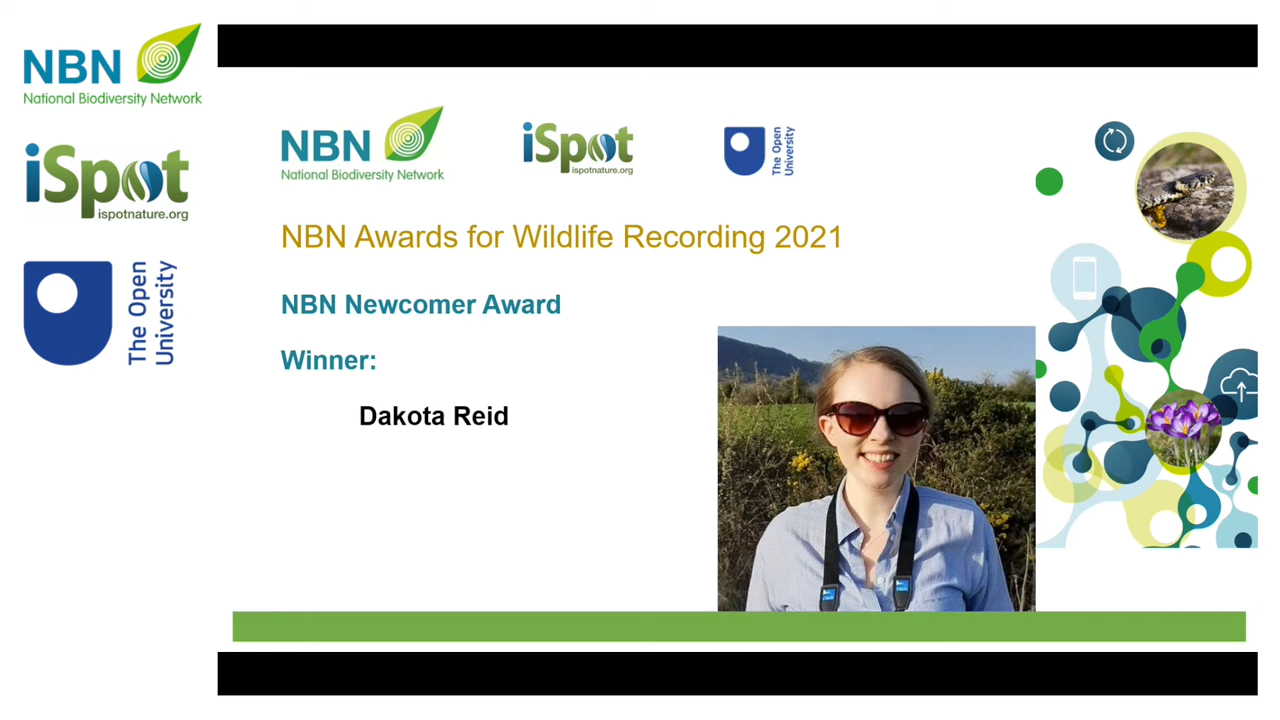 NBN
National Biodiversity Network
iSpot
ispotnature.org
The Open
University
NBN
National Biodiversity Network
iSpot
ispotnature.org
The Open
University
NBN Awards for Wildlife Recording 2021
NBN Newcomer Award
Winner:
Dakota Reid